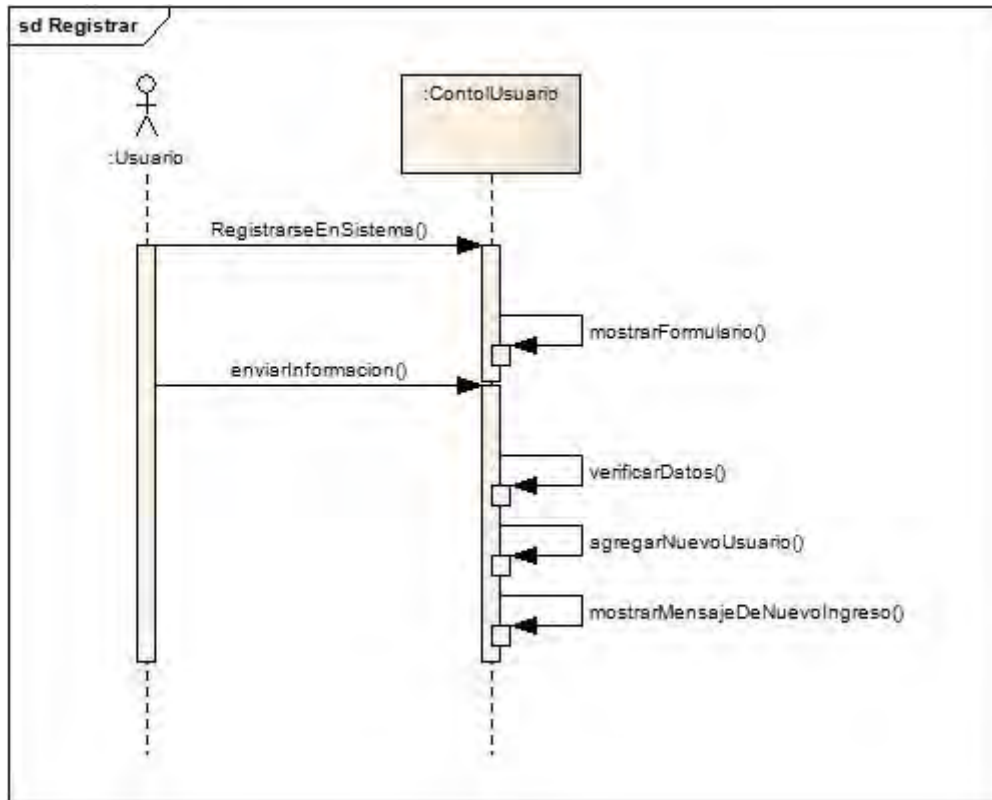 sd Registrar
:Usuario
:ContolUsuario
RegistrarseEnSistema()
mostrarFormulario()
enviarInformacion()
verificarDatos()
agregarNuevoUsuario()
mostrarMensajeDeNuevoIngreso()